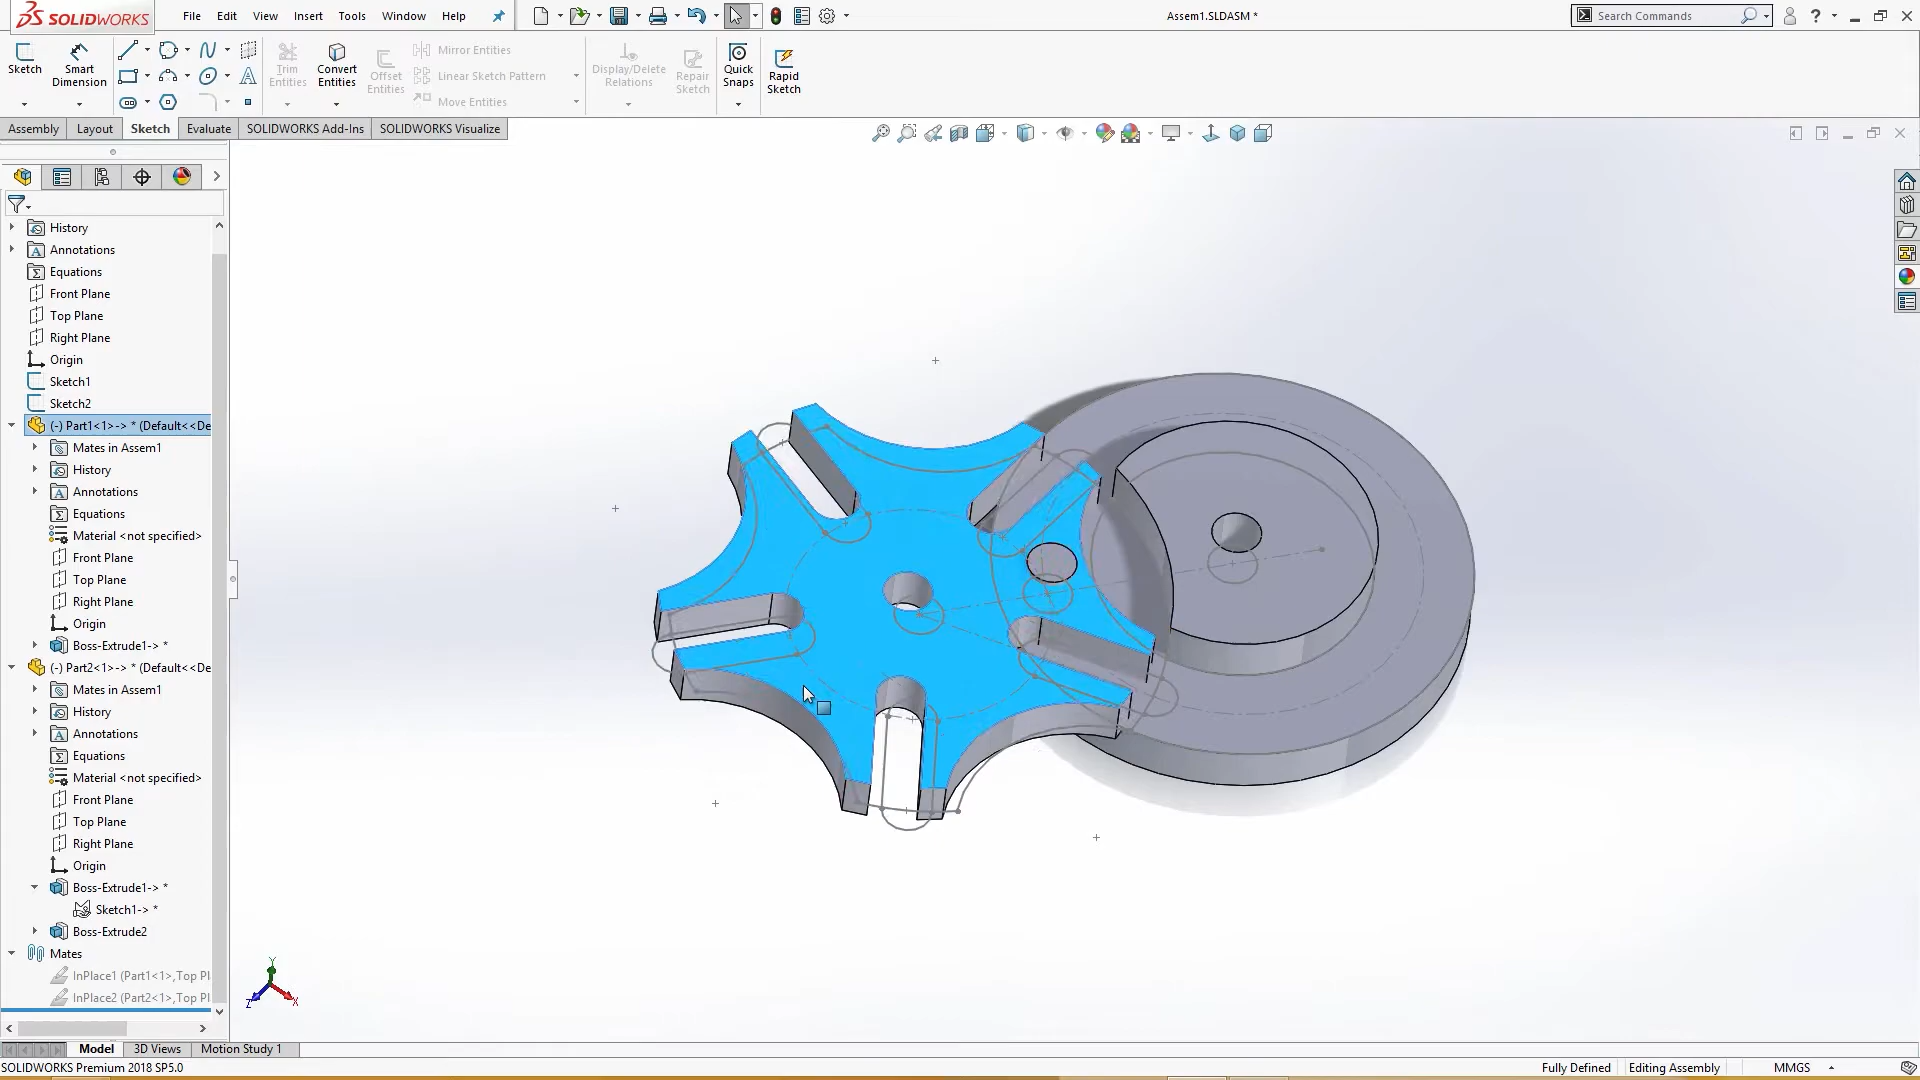 SOLIDWORKS File Edit View Insert Tools Window Help Assem1.SLDASM * Search Commands
Sketch Smart Dimension Trim Entities Convert Entities Offset Entities Mirror Entities Linear Sketch Pattern Move Entities Display/Delete Relations Repair Sketch Quick Snaps Rapid Sketch
Assembly Layout Sketch Evaluate SOLIDWORKS Add-Ins SOLIDWORKS Visualize
History
Annotations
Equations
Front Plane
Top Plane
Right Plane
Origin
Sketch1
Sketch2
(-) Part1<1>-> * (Default<<De
Mates in Assem1
History
Annotations
Equations
Material <not specified>
Front Plane
Top Plane
Right Plane
Origin
Boss-Extrude1-> *
(-) Part2<1>-> * (Default<<De
Mates in Assem1
History
Annotations
Equations
Material <not specified>
Front Plane
Top Plane
Right Plane
Origin
Boss-Extrude1-> *
Sketch1-> *
Boss-Extrude2
Mates
InPlace1 (Part1<1>,Top Pl
InPlace2 (Part2<1>,Top Pl
Y
Z X
Model 3D Views Motion Study 1
SOLIDWORKS Premium 2018 SP5.0 Fully Defined Editing Assembly MMGS